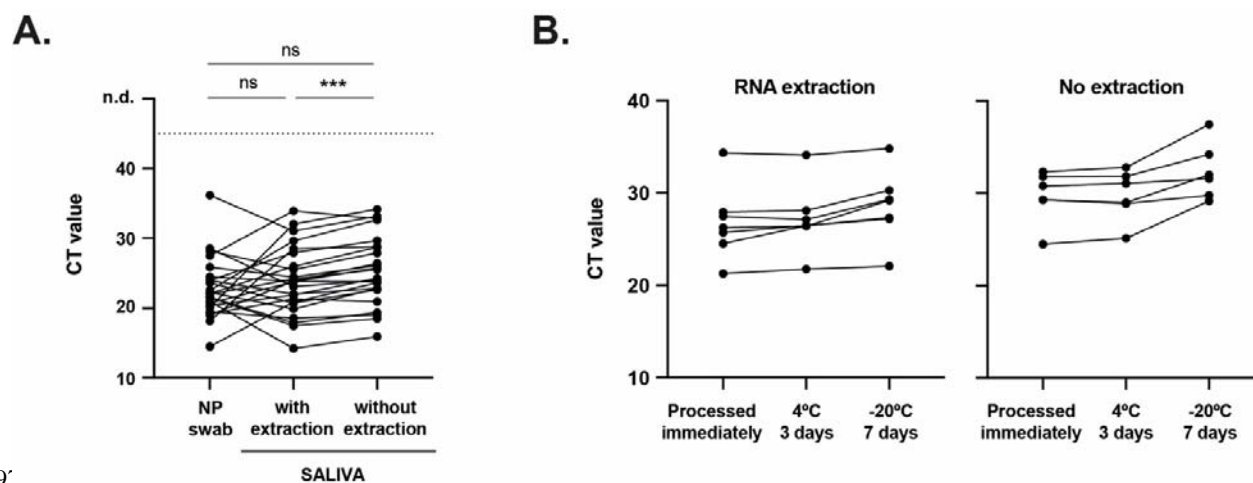 A.
ns
ns
***
n.d.
40
30
20
10
CT value
NP swab
with extraction
without extraction
SALIVA
B.
RNA extraction
40
30
20
10
CT value
Processed immediately
4ºC 3 days
-20ºC 7 days
No extraction
Processed immediately
4ºC 3 days
-20ºC 7 days